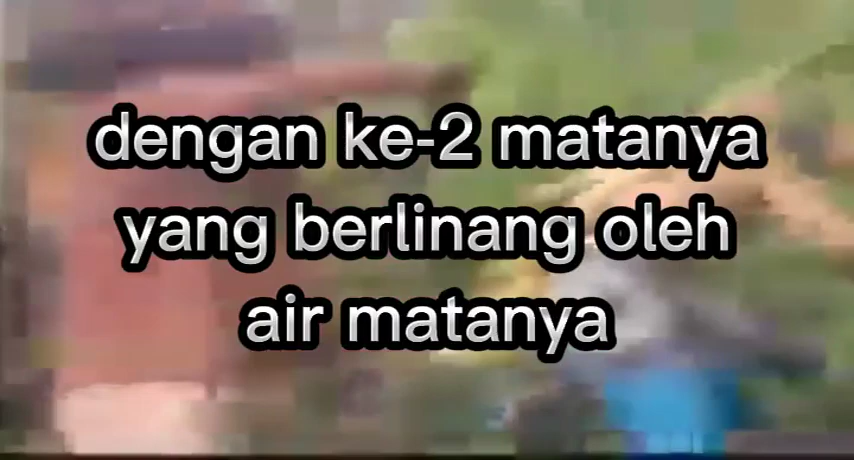 dengan ke-2 matanya
yang berlinang oleh
air matanya